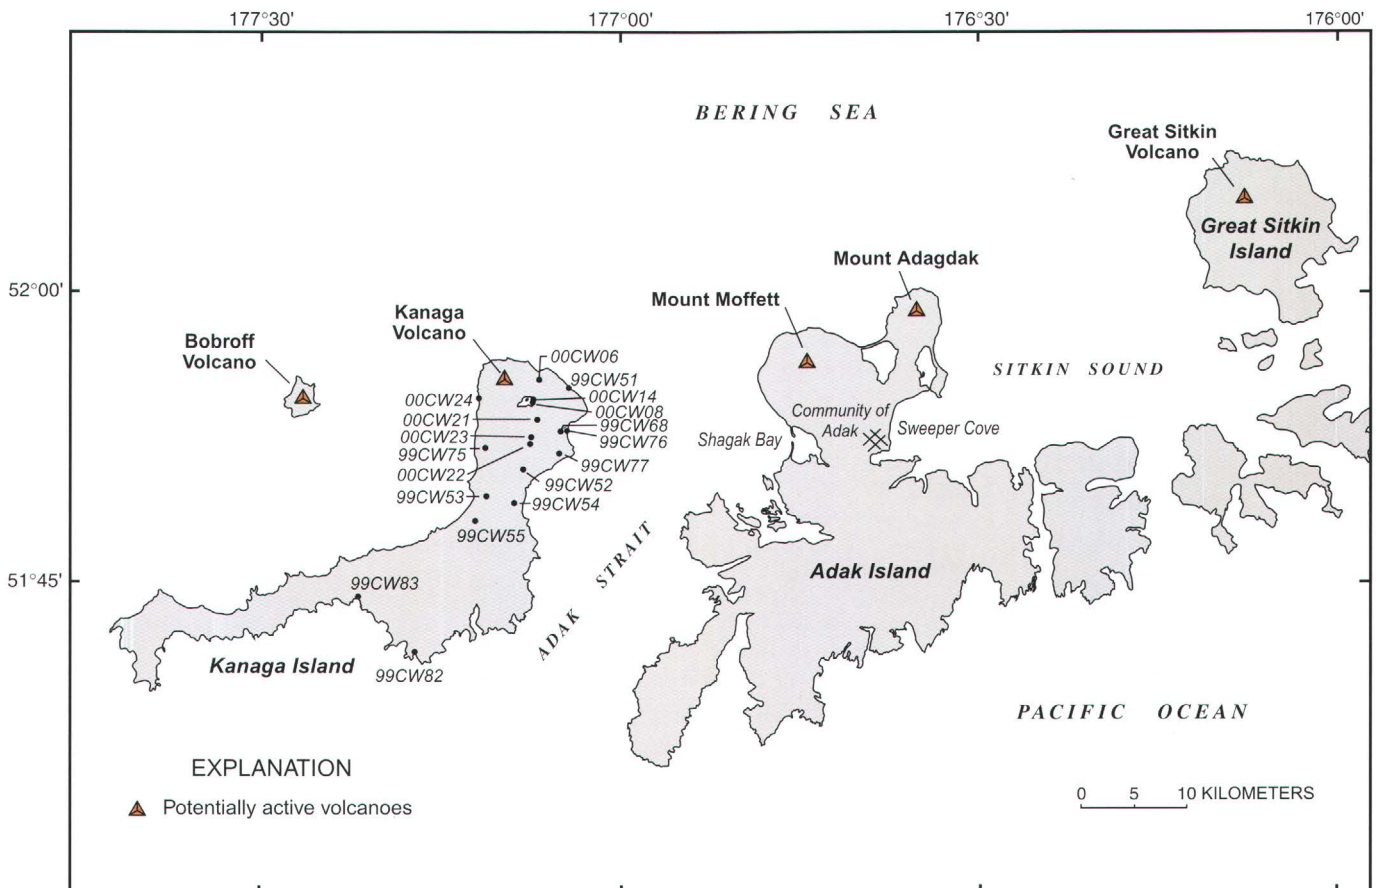 177°30'
177°00'
176°30'
176°00'
BERING SEA
Great Sitkin
Volcano
Great Sitkin
Island
Mount Adagdak
52°00'
Mount Moffett
Kanaga
Volcano
Bobroff
Volcano
00CW06
SITKIN SOUND
99CW51
00CW24
00CW14
00CW08
Community of
Adak
00CW21
99CW68
Sweeper Cove
00CW23
99CW76
Shagak Bay
99CW75
99CW77
00CW22
99CW52
99CW53
99CW54
99CW55
ADAK STRAIT
Adak Island
51°45'
99CW83
Kanaga Island
99CW82
PACIFIC OCEAN
EXPLANATION
Potentially active volcanoes
0 5 10 KILOMETERS